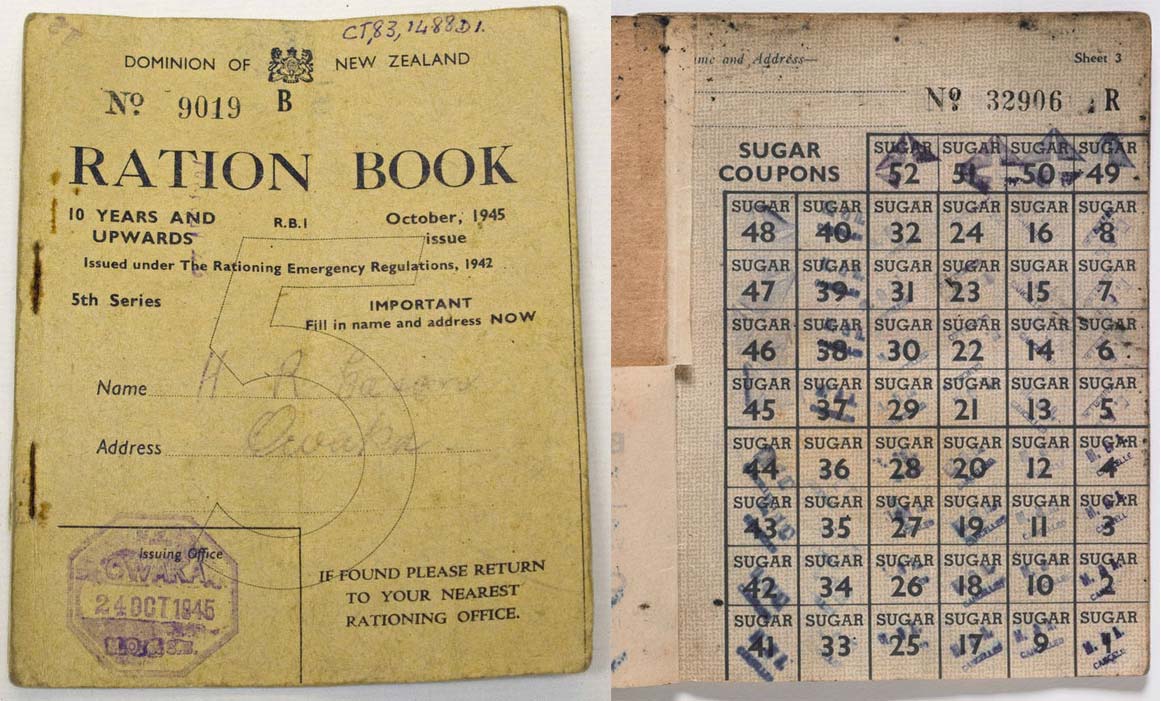 CT,83,1488D1.
DOMINION OF NEW ZEALAND
Nº 9019 B
RATION BOOK
10 YEARS AND UPWARDS
R.B.1
October, 1945 issue
Issued under The Rationing Emergency Regulations, 1942
5th Series
5
IMPORTANT
Fill in name and address NOW
Name H R
Address Owaka
Issuing Office
OWAKA
24 OCT 1945
IF FOUND PLEASE RETURN
TO YOUR NEAREST
RATIONING OFFICE.
me and Address—
Sheet 3
Nº 32906 R
SUGAR
COUPONS
SUGAR SUGAR SUGAR SUGAR
52 51 50 49
SUGAR SUGAR SUGAR SUGAR SUGAR SUGAR
48 40 32 24 16 8
SUGAR SUGAR SUGAR SUGAR SUGAR SUGAR
47 39 31 23 15 7
SUGAR SUGAR SUGAR SUGAR SUGAR SUGAR
46 38 30 22 14 6
SUGAR SUGAR SUGAR SUGAR SUGAR SUGAR
45 37 29 21 13 5
SUGAR SUGAR SUGAR SUGAR SUGAR SUGAR
44 36 28 20 12 4
SUGAR SUGAR SUGAR SUGAR SUGAR SUGAR
43 35 27 19 11 3
SUGAR SUGAR SUGAR SUGAR SUGAR SUGAR
42 34 26 18 10 2
SUGAR SUGAR SUGAR SUGAR SUGAR SUGAR
41 33 25 17 9 1